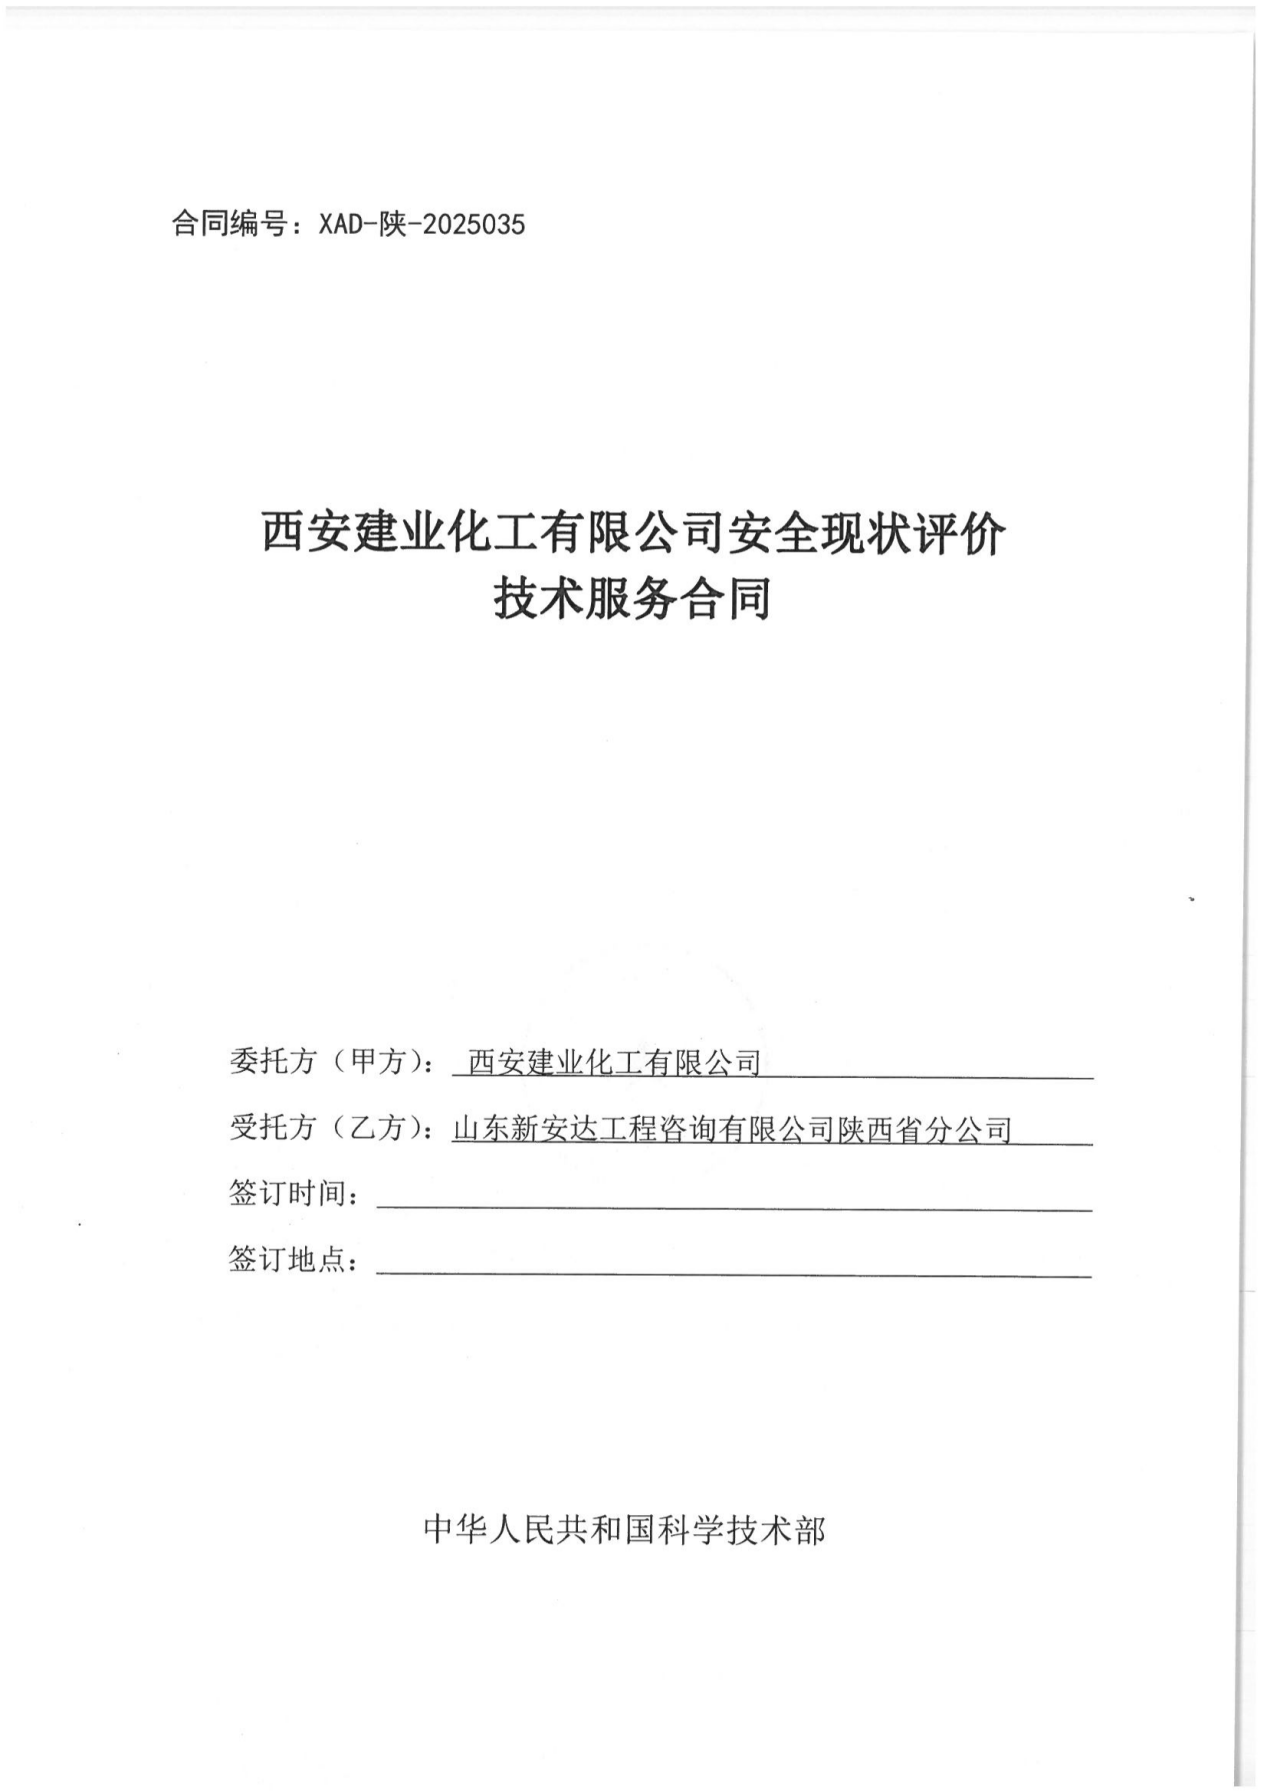 合同编号：XAD-陕-2025035
西安建业化工有限公司安全现状评价
技术服务合同
委托方（甲方）：西安建业化工有限公司
受托方（乙方）：山东新安达工程咨询有限公司陕西省分公司
签订时间：
签订地点：
中华人民共和国科学技术部